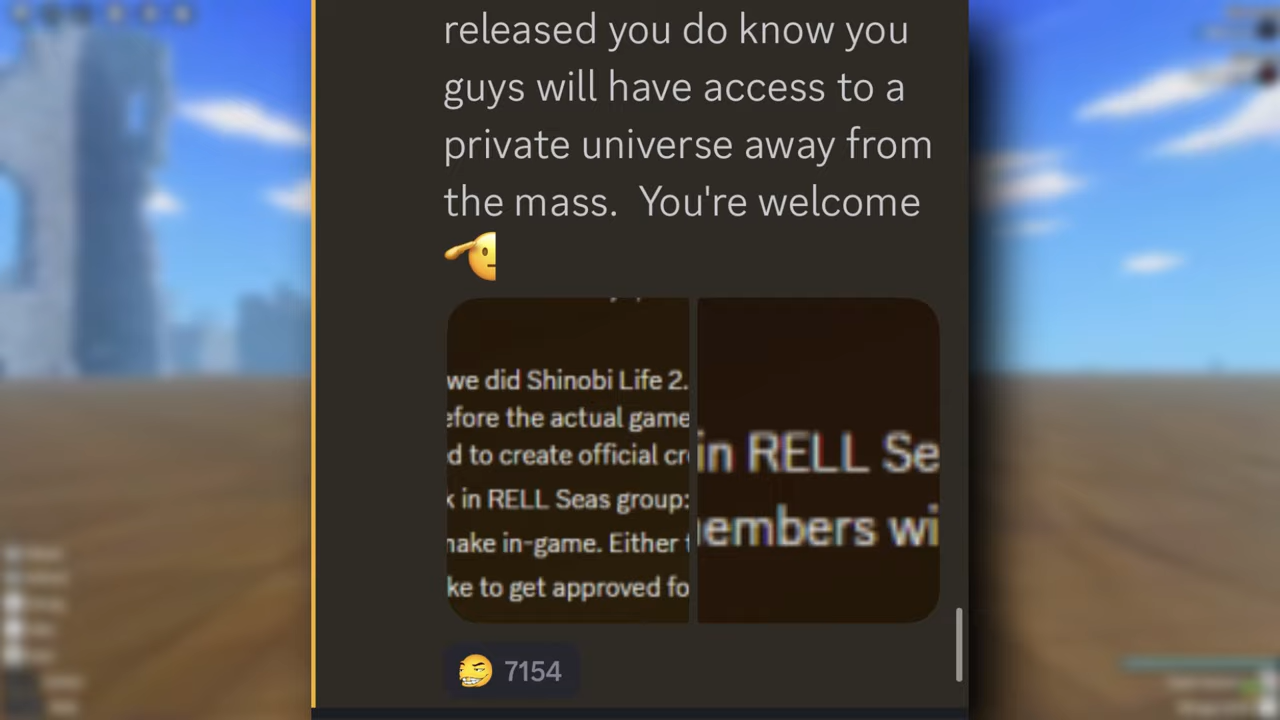 released you do know you
guys will have access to a
private universe away from
the mass.  You're welcome
we did Shinobi Life 2.
efore the actual game
d to create official cr
in RELL Seas group:
ake in-game. Either
ke to get approved fo
in RELL Se
embers wi
7154